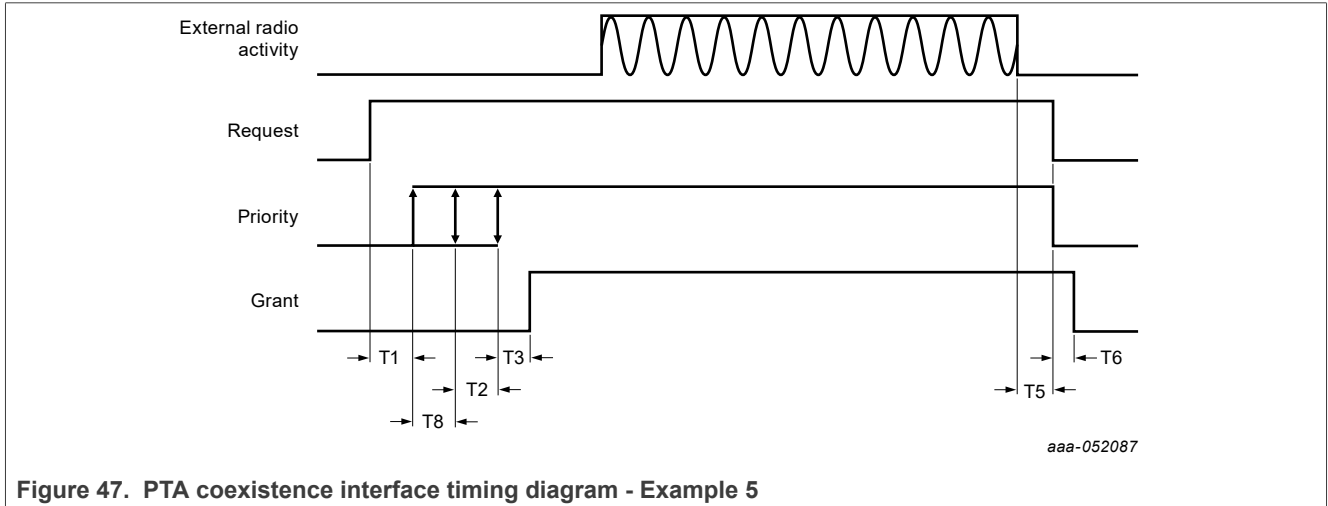 External radio
activity
Request
Priority
Grant
T1
T3
T6
T2
T5
T8
aaa-052087
Figure 47. PTA coexistence interface timing diagram - Example 5